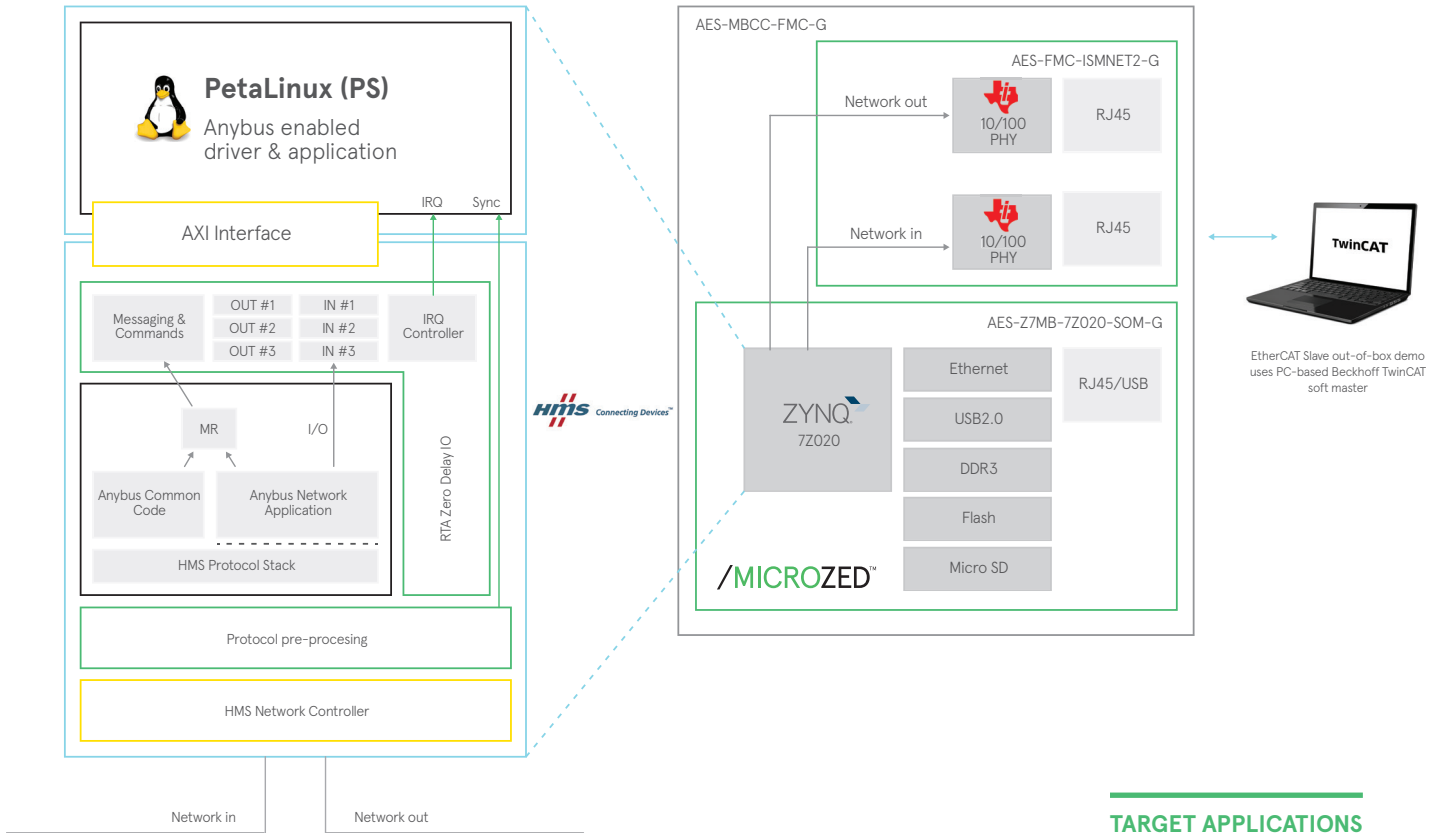 PetaLinux (PS)
Anybus enabled
driver & application
IRQ
Sync
AXI Interface
Messaging &
Commands
OUT #1
OUT #2
OUT #3
IN #1
IN #2
IN #3
IRQ
Controller
MR
I/O
RTA Zero Delay IO
Anybus Common
Code
Anybus Network
Application
HMS Protocol Stack
Protocol pre-procesing
HMS Network Controller
Network in
Network out
HMS Connecting Devices™
AES-MBCC-FMC-G
AES-FMC-ISMNET2-G
Network out
ti
10/100
PHY
RJ45
Network in
ti
10/100
PHY
RJ45
AES-Z7MB-7Z020-SOM-G
ZYNQ.
7Z020
Ethernet
USB2.0
DDR3
Flash
Micro SD
RJ45/USB
/MICROZED™
TwinCAT
EtherCAT Slave out-of-box demo
uses PC-based Beckhoff TwinCAT
soft master
TARGET APPLICATIONS